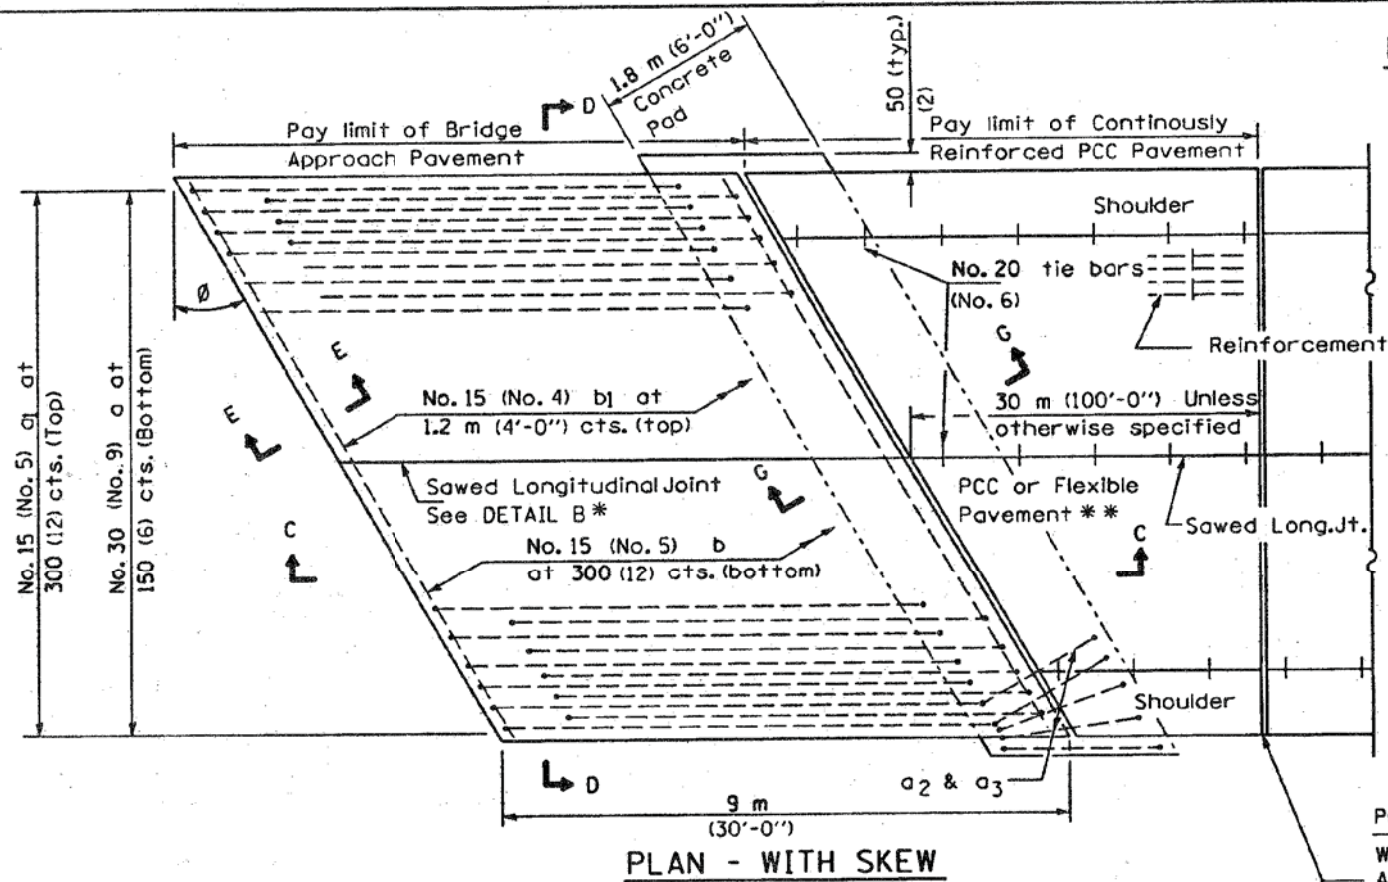 1.8 m (6'-0")
Concrete
Pad
50 (typ.)
(2)
D
Pay limit of Bridge
Approach Pavement
Pay limit of Continously
Reinforced PCC Pavement
Shoulder
No. 20 tie bars
(No. 6)
Reinforcement
Ø
E
E
G
No. 15 (No. 4) b1 at
1.2 m (4'-0") cts. (top)
30 m (100'-0") Unless
otherwise specified
No. 15 (No. 5) a1 at
300 (12) cts. (Top)
No. 30 (No. 9) a at
150 (6) cts. (Bottom)
Sawed Longitudinal Joint
See DETAIL B*
G
PCC or Flexible
Pavement **
Sawed Long. Jt.
C
C
No. 15 (No. 5) b
at 300 (12) cts. (bottom)
Shoulder
a2 & a3
D
9 m
(30'-0")
PLAN - WITH SKEW